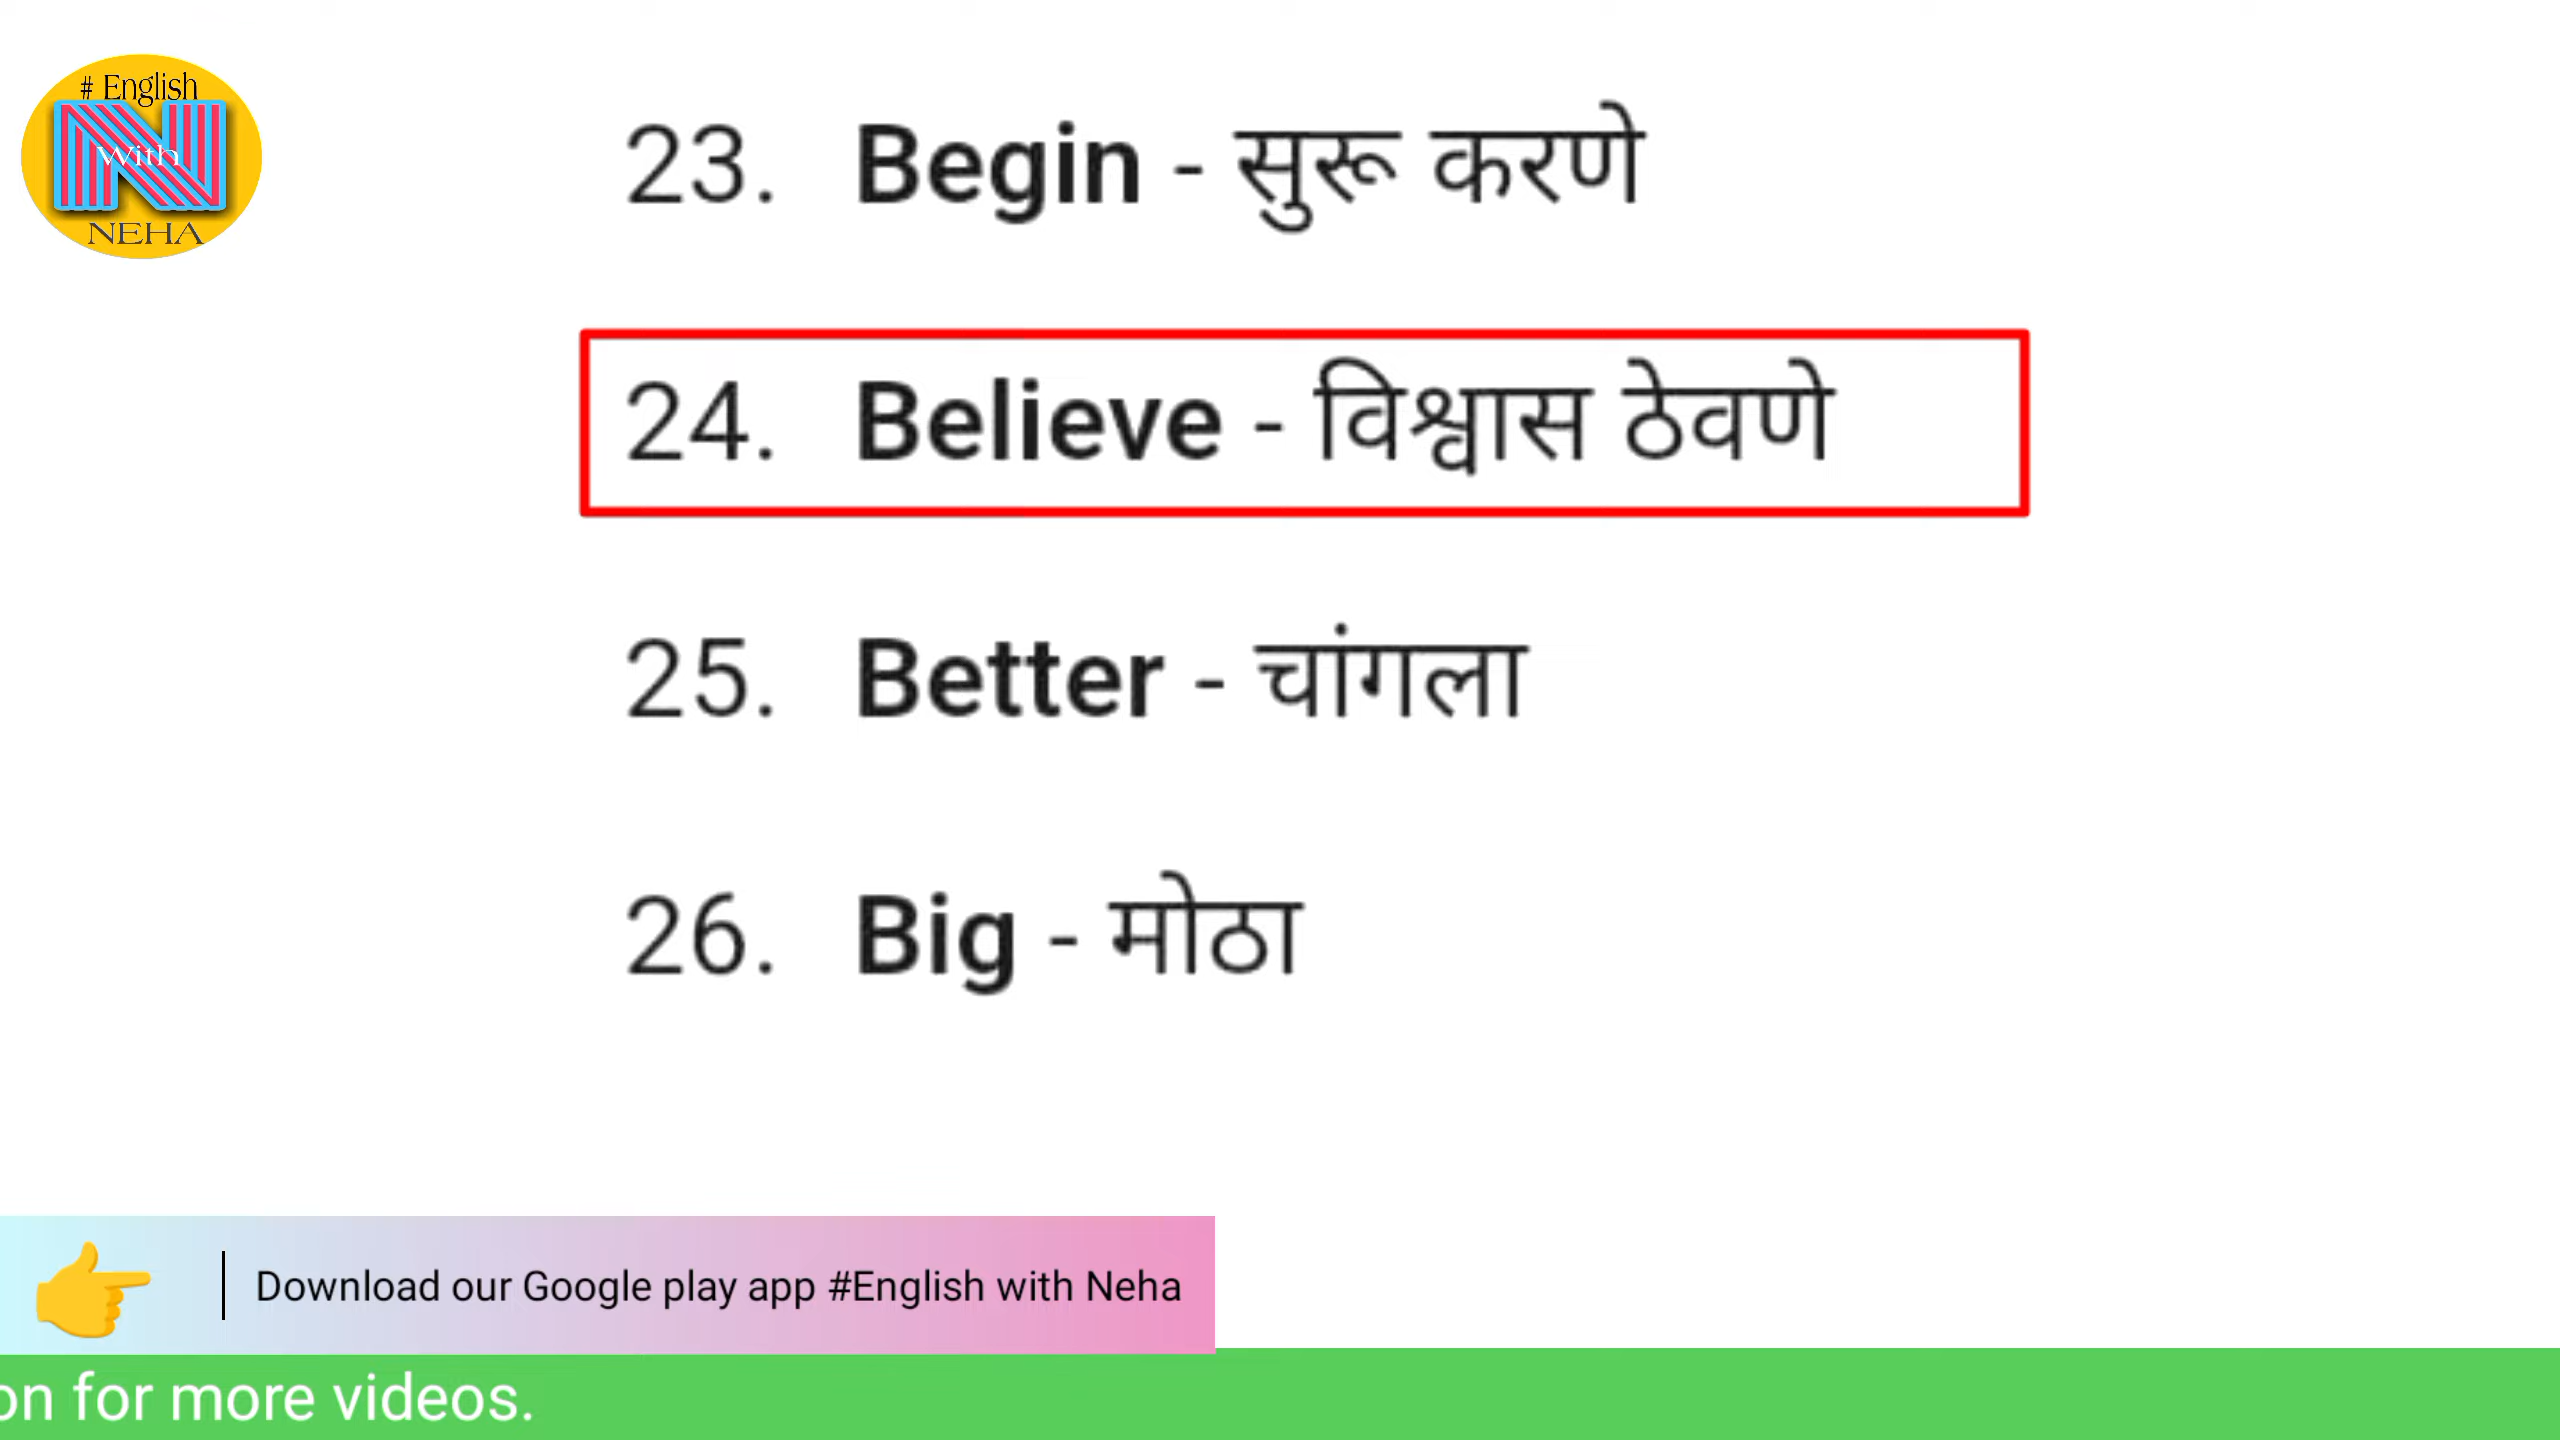 # English
With
NEHA
23. Begin - सुरू करणे
24. Believe - विश्वास ठेवणे
25. Better - चांगला
26. Big - मोठा
Download our Google play app #English with Neha
on for more videos.